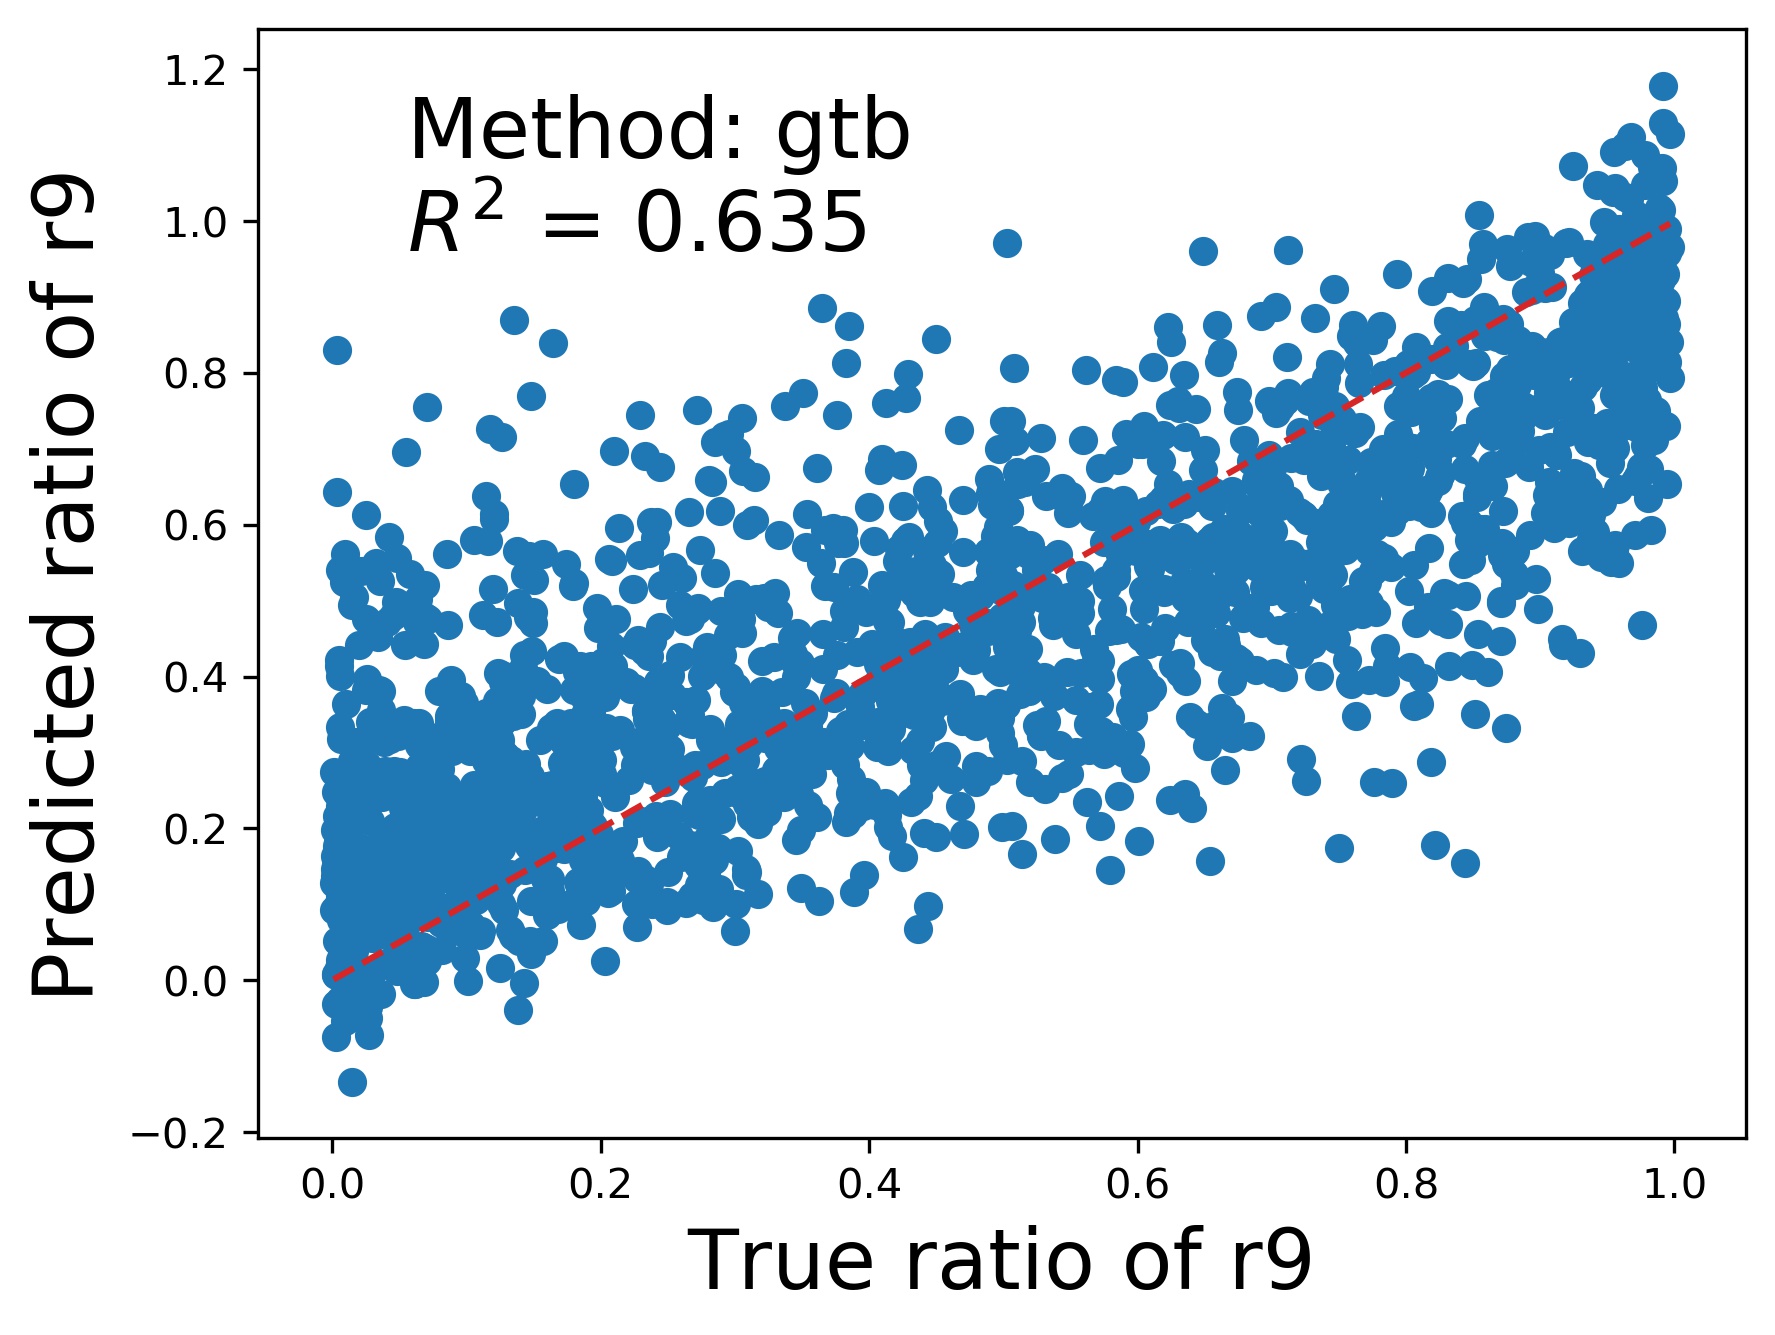 Method: gtb
R² = 0.635
Predicted ratio of r9
1.2
1.0
0.8
0.6
0.4
0.2
0.0
−0.2
0.0 0.2 0.4 0.6 0.8 1.0
True ratio of r9